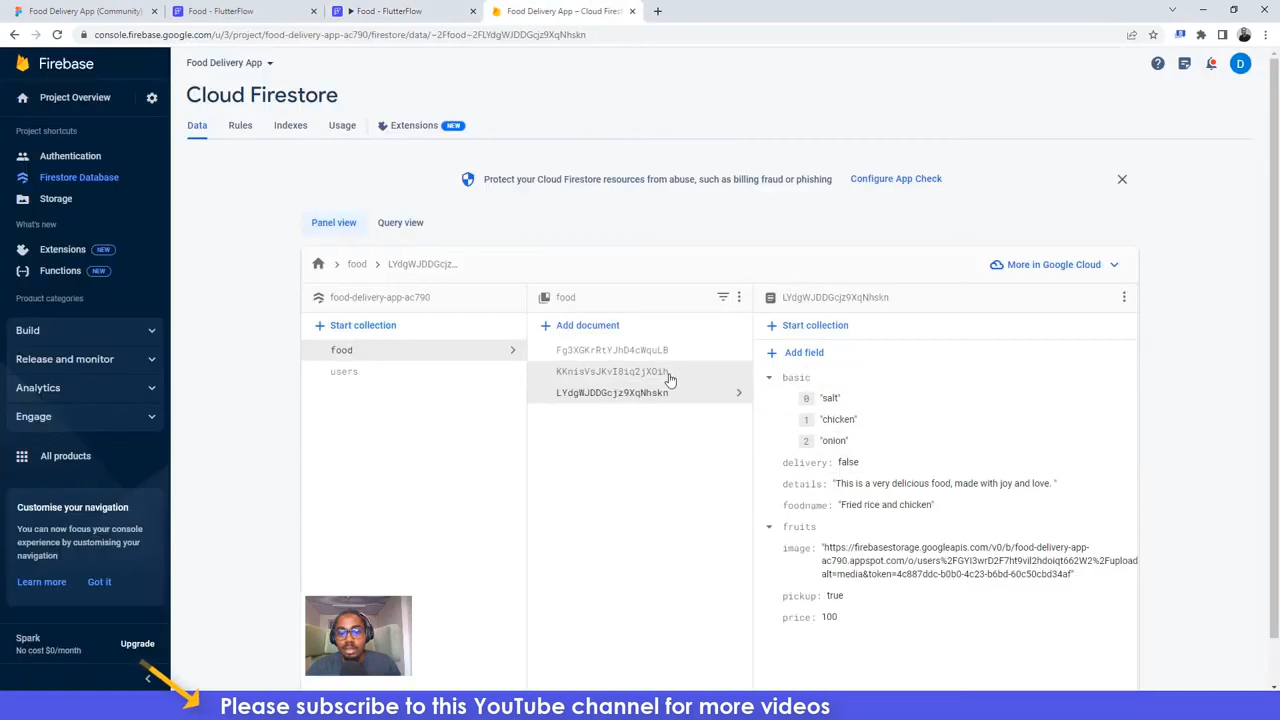 Food Delivery App (Community)
Food - FlutterFlow
Food - FlutterFlow
Food Delivery App – Cloud Firest
console.firebase.google.com/u/3/project/food-delivery-app-ac790/firestore/data/~2Ffood~2FLYdgWJDDGcjz9XqNhskn
Firebase
Food Delivery App
D
Project Overview
Cloud Firestore
Project shortcuts
Data
Rules
Indexes
Usage
Extensions NEW
Authentication
Firestore Database
Storage
Protect your Cloud Firestore resources from abuse, such as billing fraud or phishing
Configure App Check
What's new
Extensions NEW
Functions NEW
Panel view
Query view
Product categories
Build
Release and monitor
Analytics
Engage
All products
food
LYdgWJDDGcjz...
More in Google Cloud
food-delivery-app-ac790
food
LYdgWJDDGcjz9XqNhskn
Start collection
Add document
Start collection
food
users
Fg3XGKrRtYJhD4cWquLB
KKnisVsJKvI8iq2jXOih
LYdgWJDDGcjz9XqNhskn
Add field
basic
0 "salt"
1 "chicken"
2 "onion"
delivery: false
details: "This is a very delicious food, made with joy and love. "
foodname: "Fried rice and chicken"
fruits
image: "https://firebasestorage.googleapis.com/v0/b/food-delivery-app-
ac790.appspot.com/o/users%2FGYI3wrD2F7ht9vil2hdoiqt662W2%2Fupload
alt=media&token=4c887ddc-b0b0-4c23-b6bd-60c50cbd34af"
pickup: true
price: 100
Customise your navigation
You can now focus your console
experience by customising your
navigation
Learn more
Got it
Spark
No cost $0/month
Upgrade
Please subscribe to this YouTube channel for more videos